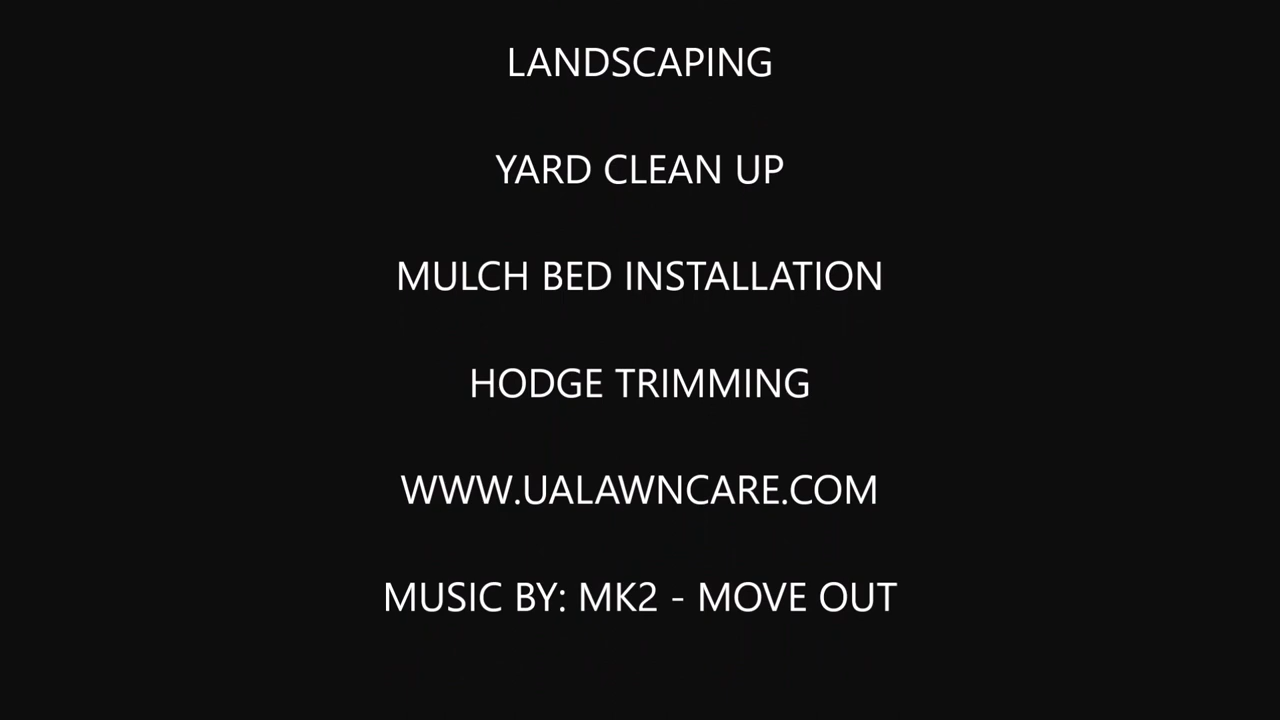 LANDSCAPING
YARD CLEAN UP
MULCH BED INSTALLATION
HODGE TRIMMING
WWW.UALAWNCARE.COM
MUSIC BY: MK2 - MOVE OUT